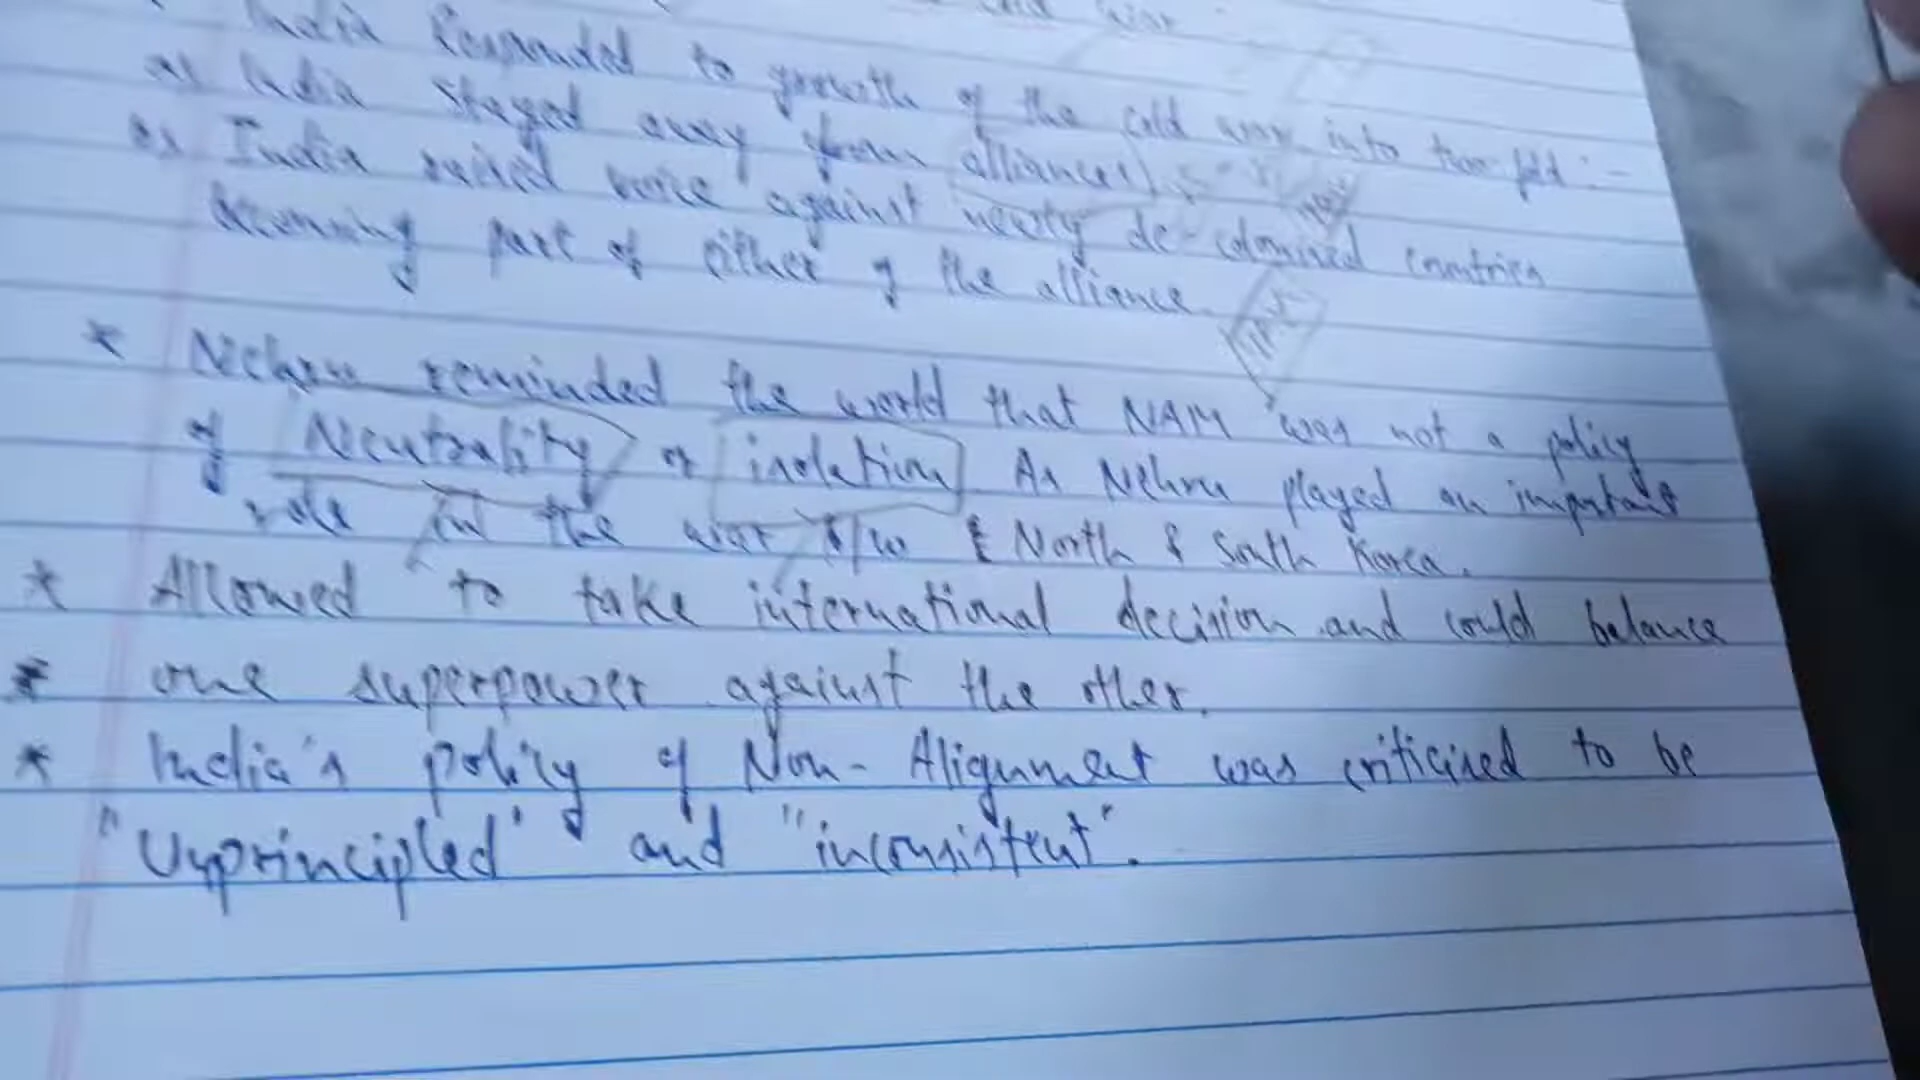 cold war
India Responded to growth of the cold war into two fold :-
as India stayed away from alliances
as India raised voice against newly de-colonised countries
becoming part of either of the alliance.
* Nehru reminded the world that NAM was not a policy
of Neutrality or isolation As Nehru played an important
role in the war b/w & North & South Korea.
* Allowed to take international decision and could balance
* one superpower against the other.
* India's policy of Non-Alignment was criticised to be
"Unprincipled" and "inconsistent".